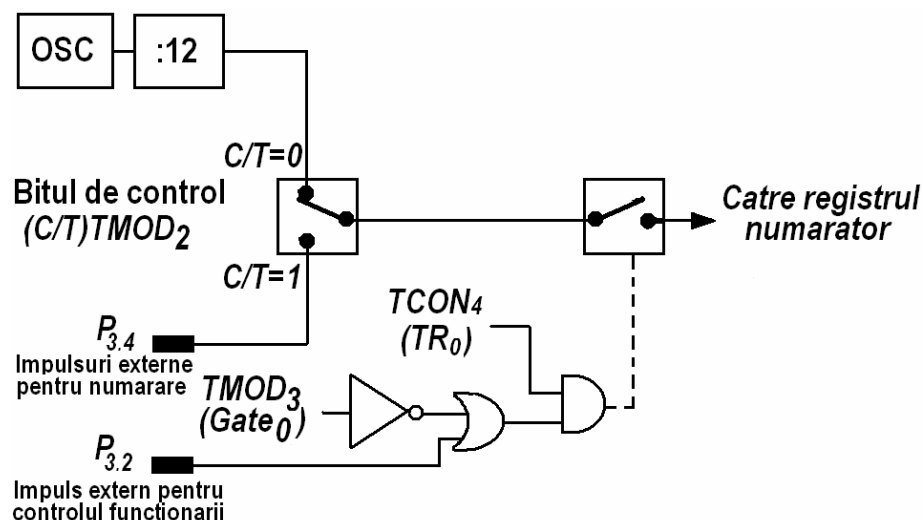 OSC
:12
C/T=0
Bitul de control
(C/T)TMOD2
C/T=1
Catre registrul
numarator
P3.4
Impulsuri externe
pentru numarare
TCON4
(TR0)
TMOD3
(Gate0)
P3.2
Impuls extern pentru
controlul functionarii